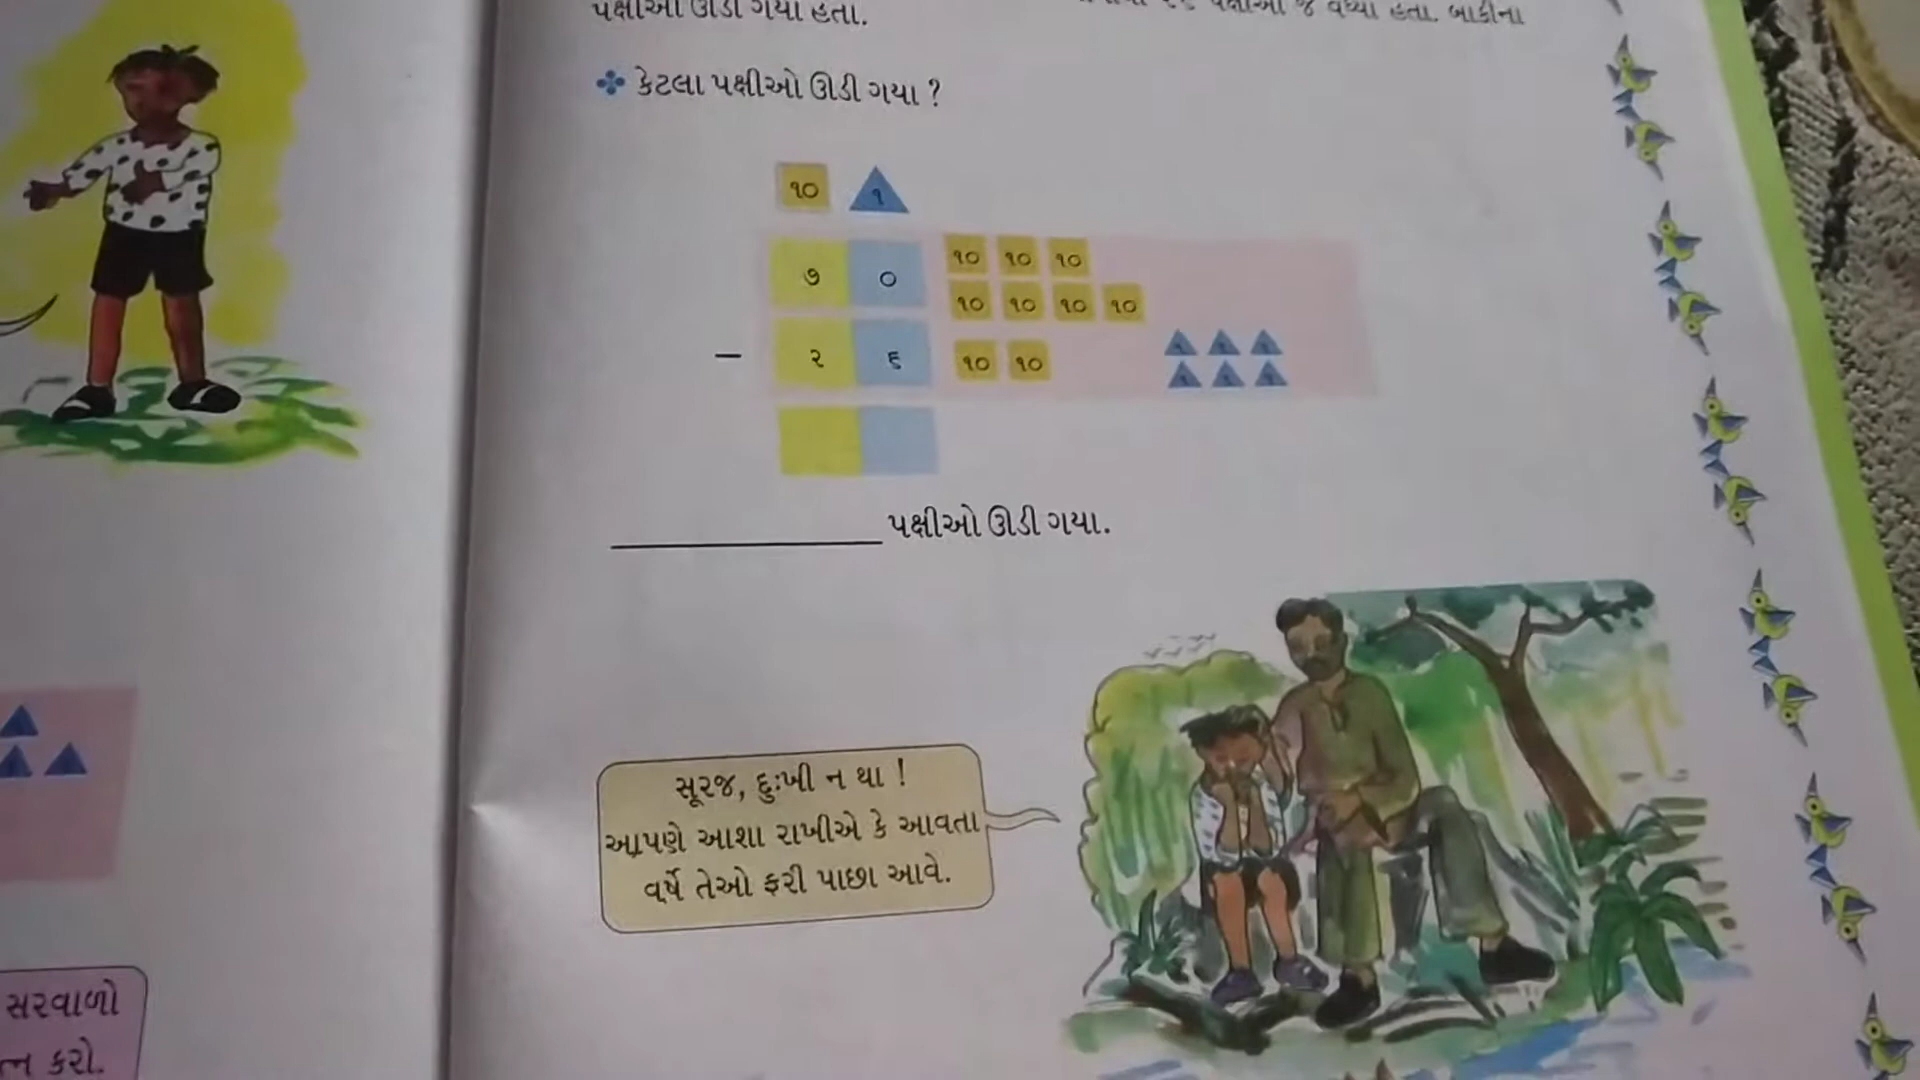 પક્ષીઓ ઊડી ગયા હતા.
પક્ષીઓ જ વધ્યા હતા. બાકીના
કેટલા પક્ષીઓ ઊડી ગયા ?
૧૦ ૧
૭ ૦ ૧૦ ૧૦ ૧૦
૧૦ ૧૦ ૧૦ ૧૦
– ૨ ૬ ૧૦ ૧૦
પક્ષીઓ ઊડી ગયા.
સૂરજ, દુઃખી ન થા !
આપણે આશા રાખીએ કે આવતા
વર્ષે તેઓ ફરી પાછા આવે.
સરવાળો
કરો.